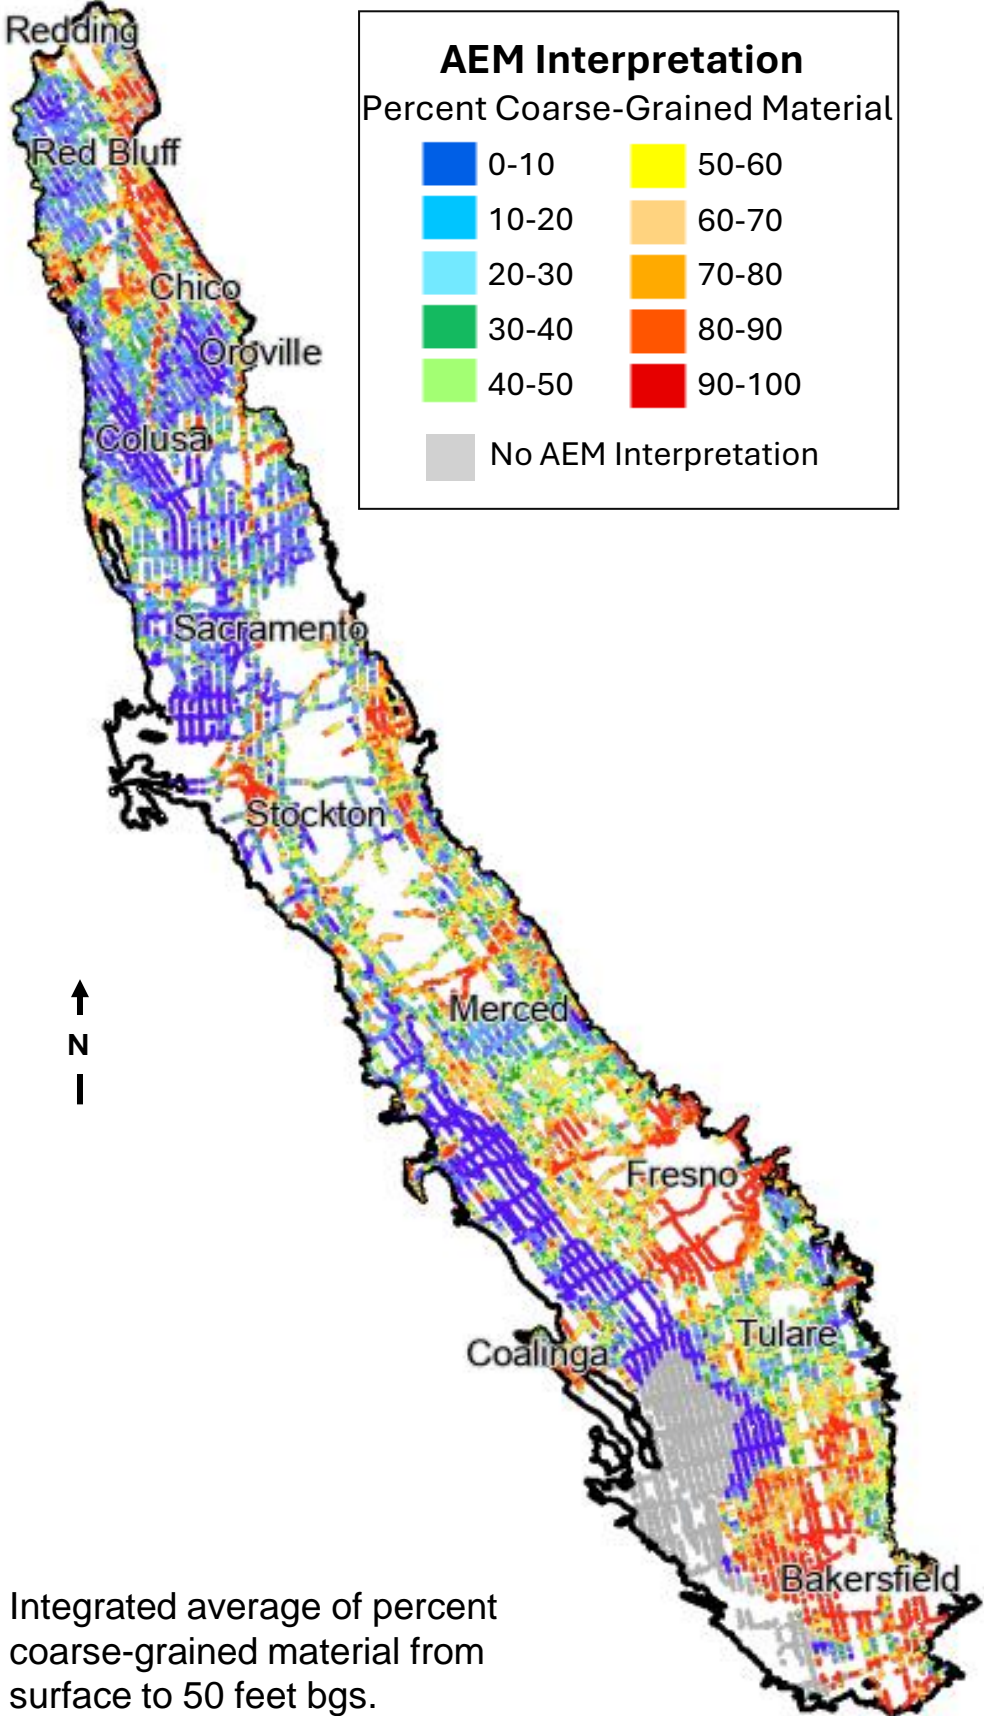 Redding
AEM Interpretation
Percent Coarse-Grained Material
0-10
50-60
10-20
60-70
20-30
70-80
30-40
80-90
40-50
90-100
No AEM Interpretation
Red Bluff
Chico
Oroville
Colusa
Sacramento
Stockton
Merced
N
Fresno
Tulare
Coalinga
Bakersfield
Integrated average of percent
coarse-grained material from
surface to 50 feet bgs.